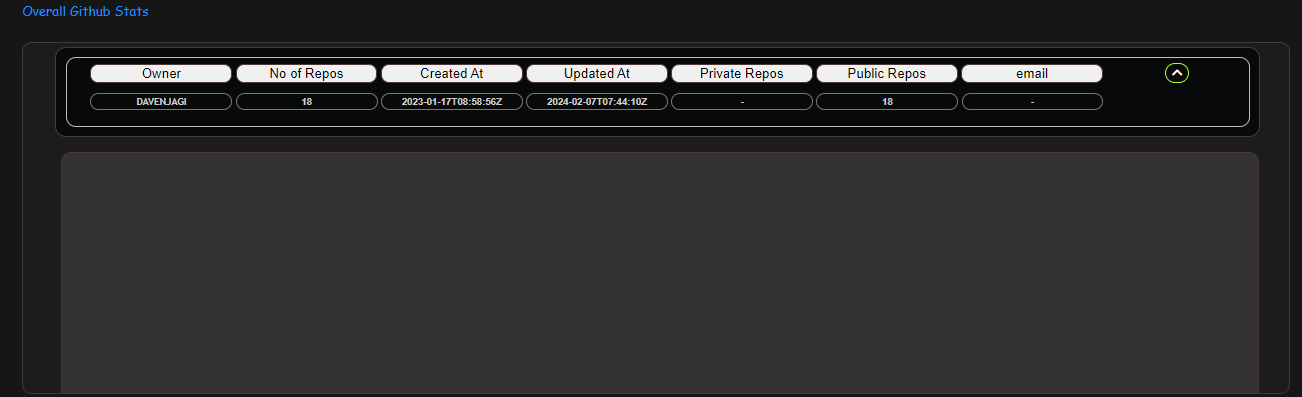 Overall Github Stats
Owner No of Repos Created At Updated At Private Repos Public Repos email
DAVENJAGI 18 2023-01-17T08:58:56Z 2024-02-07T07:44:10Z - 18 -